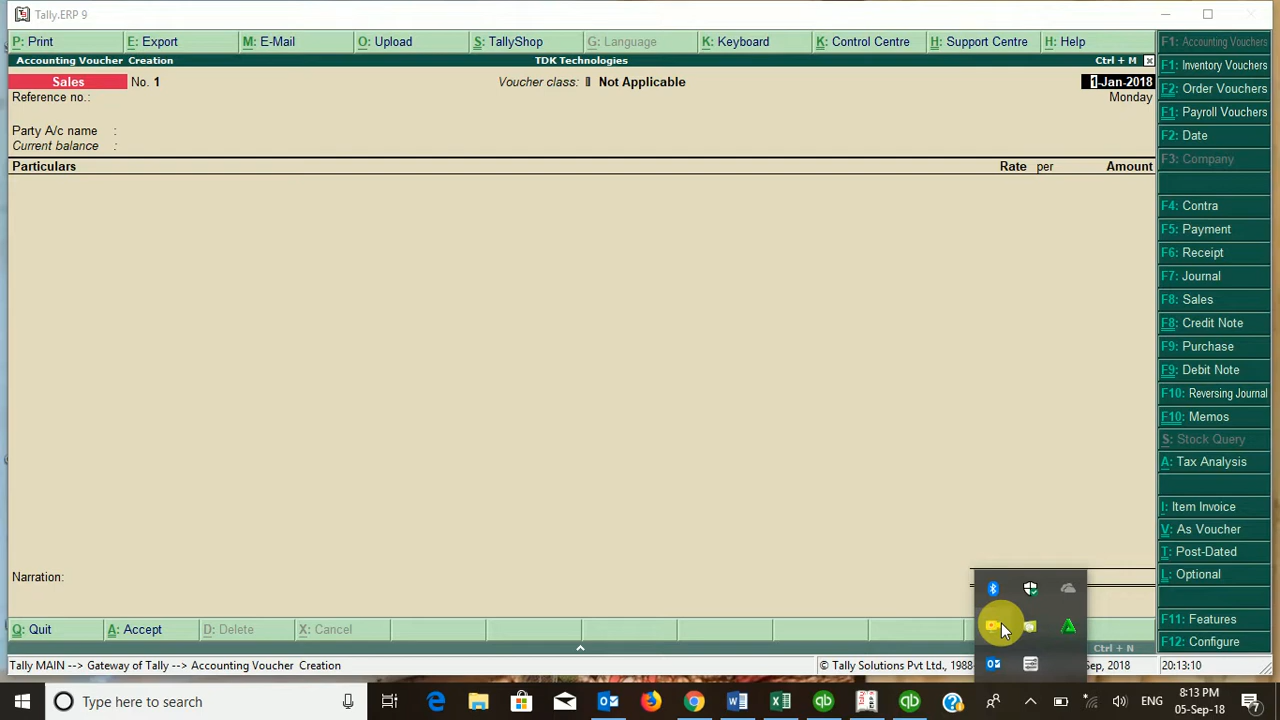 Tally.ERP 9
P: Print E: Export M: E-Mail O: Upload S: TallyShop G: Language K: Keyboard K: Control Centre H: Support Centre H: Help
Accounting Voucher Creation TDK Technologies Ctrl + M
Sales No. 1 Voucher class: Not Applicable 1-Jan-2018
Reference no.: Monday
Party A/c name :
Current balance :
Particulars Rate per Amount
Narration:
F1: Accounting Vouchers
F1: Inventory Vouchers
F2: Order Vouchers
F1: Payroll Vouchers
F2: Date
F3: Company
F4: Contra
F5: Payment
F6: Receipt
F7: Journal
F8: Sales
F8: Credit Note
F9: Purchase
F9: Debit Note
F10: Reversing Journal
F10: Memos
S: Stock Query
A: Tax Analysis
I: Item Invoice
V: As Voucher
T: Post-Dated
L: Optional
F11: Features
F12: Configure
Q: Quit A: Accept D: Delete X: Cancel
Ctrl + N
Tally MAIN --> Gateway of Tally --> Accounting Voucher Creation © Tally Solutions Pvt Ltd., 1988- Sep, 2018 20:13:10
Type here to search ENG 8:13 PM
05-Sep-18 7